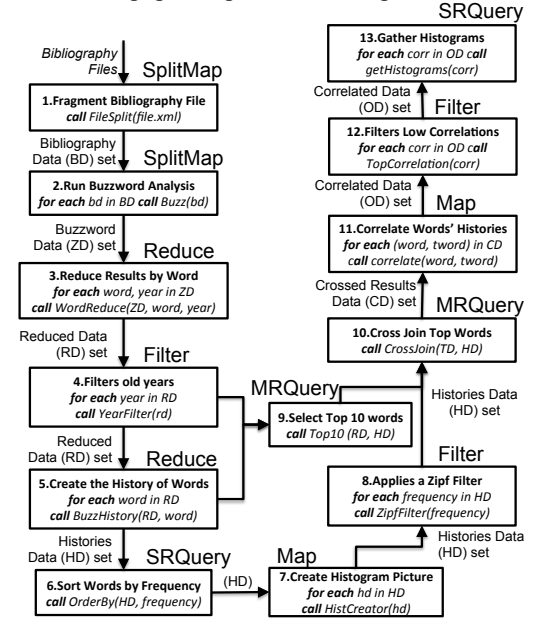 Bibliography
Files
SplitMap
1.Fragment Bibliography File
call FileSplit(file.xml)
Bibliography
Data (BD) set
SplitMap
2.Run Buzzword Analysis
for each bd in BD call Buzz(bd)
Buzzword
Data (ZD) set
Reduce
3.Reduce Results by Word
for each word, year in ZD
call WordReduce(ZD, word, year)
Reduced Data
(RD) set
Filter
4.Filters old years
for each year in RD
call YearFilter(rd)
Reduced
Data (RD) set
Reduce
5.Create the History of Words
for each word in RD
call BuzzHistory(RD, word)
Histories
Data (HD) set
SRQuery
6.Sort Words by Frequency
call OrderBy(HD, frequency)
(HD)
Map
7.Create Histogram Picture
for each hd in HD
call HistCreator(hd)
Histories Data
(HD) set
Filter
8.Applies a Zipf Filter
for each frequency in HD
call ZipfFilter(frequency)
MRQuery
9.Select Top 10 words
call Top10 (RD, HD)
Histories Data
(HD) set
MRQuery
10.Cross Join Top Words
call CrossJoin(TD, HD)
Crossed Results
Data (CD) set
Map
11.Correlate Words' Histories
for each (word, tword) in CD
call correlate(word, tword)
Correlated Data
(OD) set
Filter
12.Filters Low Correlations
for each corr in OD call
TopCorrelation(corr)
Correlated Data
(OD) set
SRQuery
13.Gather Histograms
for each corr in OD call
getHistograms(corr)